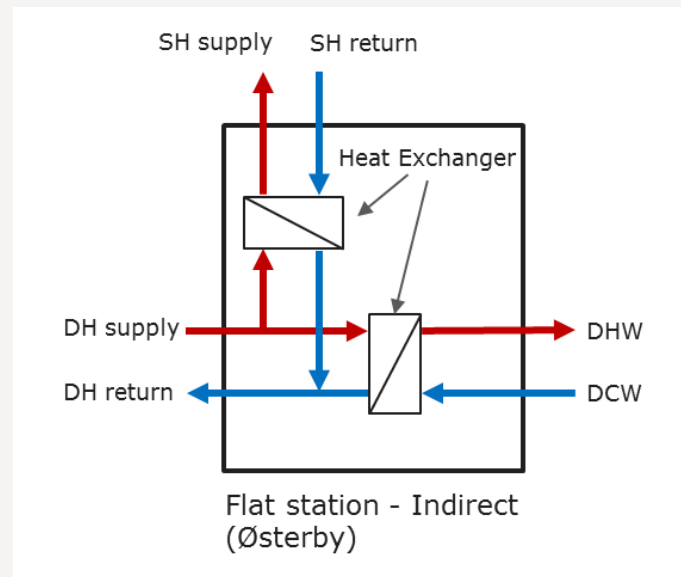 SH supply
SH return
Heat Exchanger
DH supply
DHW
DH return
DCW
Flat station - Indirect
(Østerby)